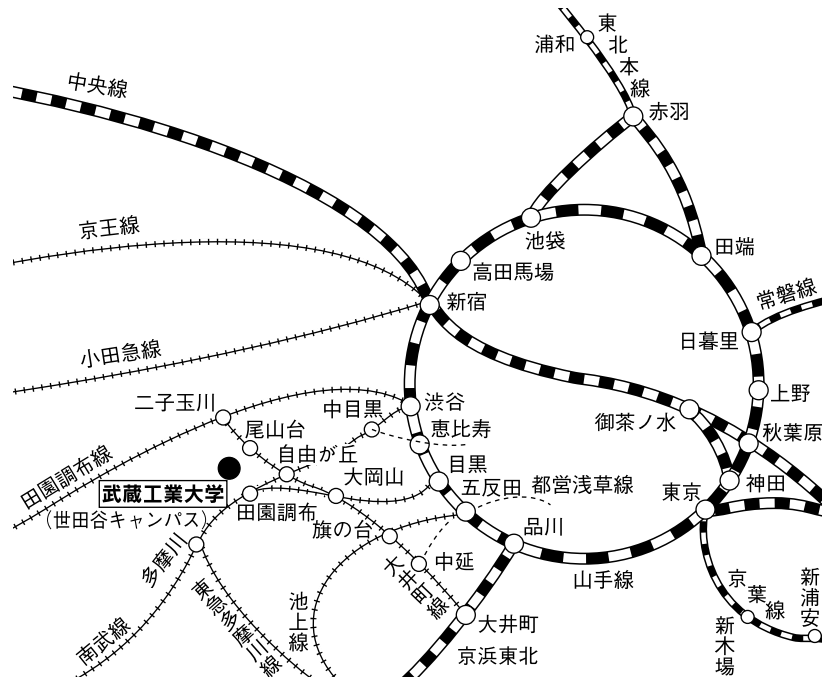 東北本線
浦和
赤羽
中央線
池袋
田端
京王線
高田馬場
常磐線
新宿
日暮里
小田急線
上野
二子玉川
中目黒
渋谷
御茶ノ水
秋葉原
尾山台
恵比寿
田園調布線
自由が丘
目黒
大岡山
武蔵工業大学
(世田谷キャンパス)
五反田
都営浅草線
東京
神田
田園調布
旗の台
品川
多摩川
中延
大井町線
山手線
京葉線
新浦安
東急多摩川線
池上線
南武線
大井町
新木場
京浜東北